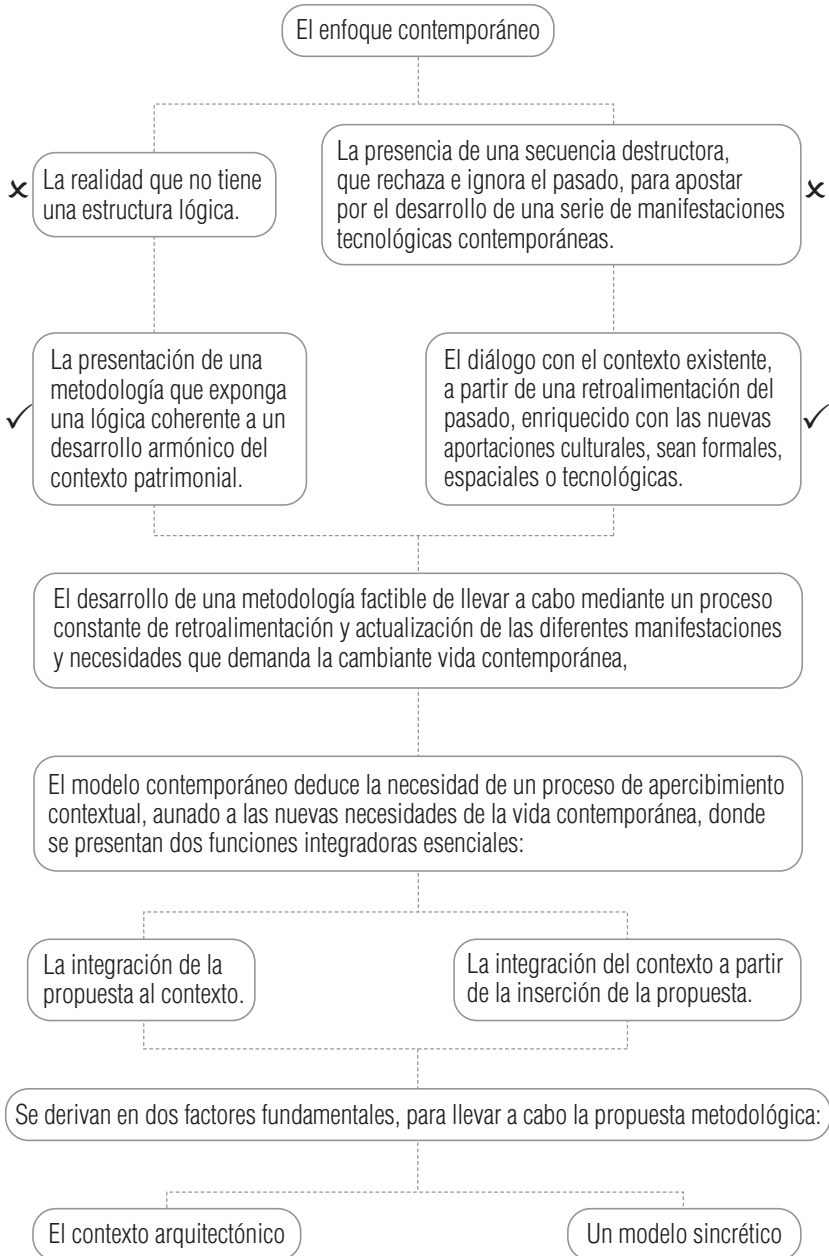 El enfoque contemporáneo
La realidad que no tiene
una estructura lógica.
La presencia de una secuencia destructora,
que rechaza e ignora el pasado, para apostar
por el desarrollo de una serie de manifestaciones
tecnológicas contemporáneas.
La presentación de una
metodología que exponga
una lógica coherente a un
desarrollo armónico del
contexto patrimonial.
El diálogo con el contexto existente,
a partir de una retroalimentación del
pasado, enriquecido con las nuevas
aportaciones culturales, sean formales,
espaciales o tecnológicas.
El desarrollo de una metodología factible de llevar a cabo mediante un proceso
constante de retroalimentación y actualización de las diferentes manifestaciones
y necesidades que demanda la cambiante vida contemporánea,
El modelo contemporáneo deduce la necesidad de un proceso de apercibimiento
contextual, aunado a las nuevas necesidades de la vida contemporánea, donde
se presentan dos funciones integradoras esenciales:
La integración de la
propuesta al contexto.
La integración del contexto a partir
de la inserción de la propuesta.
Se derivan en dos factores fundamentales, para llevar a cabo la propuesta metodológica:
El contexto arquitectónico
Un modelo sincrético